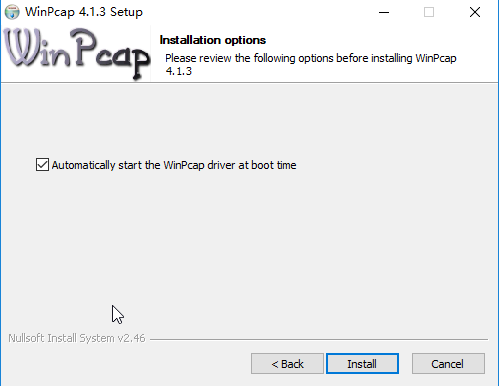 WinPcap 4.1.3 Setup
WinPcap
Installation options
Please review the following options before installing WinPcap
4.1.3
Automatically start the WinPcap driver at boot time
Nullsoft Install System v2.46
< Back
Install
Cancel